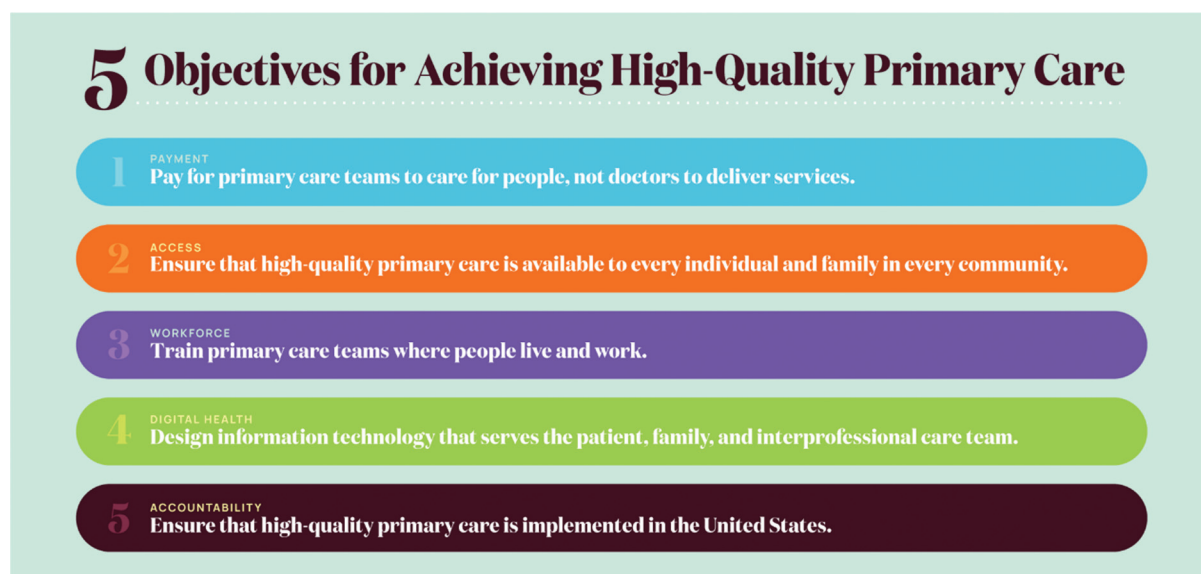 5 Objectives for Achieving High-Quality Primary Care
1 PAYMENT
Pay for primary care teams to care for people, not doctors to deliver services.
2 ACCESS
Ensure that high-quality primary care is available to every individual and family in every community.
3 WORKFORCE
Train primary care teams where people live and work.
4 DIGITAL HEALTH
Design information technology that serves the patient, family, and interprofessional care team.
5 ACCOUNTABILITY
Ensure that high-quality primary care is implemented in the United States.